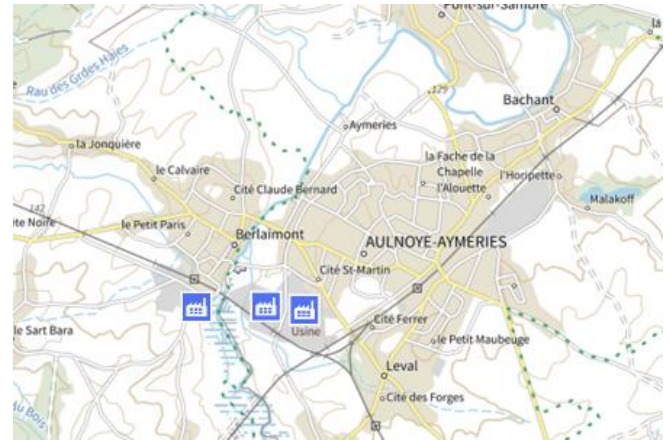 Pont-sur-Sambre
la
Rau des Grdes Haies
129
Bachant
Aymeries
la Jonquière
la Fache de la
Chapelle
l'Horipette
le Calvaire
Cité Claude Bernard
l'Alouette
Malakoff
142
te Noire
le Petit Paris
Berlaimont
AULNOYE-AYMERIES
Cité St-Martin
Usine
Cité Ferrer
le Sart Bara
le Petit Maubeuge
Leval
Cité des Forges
Au Bois